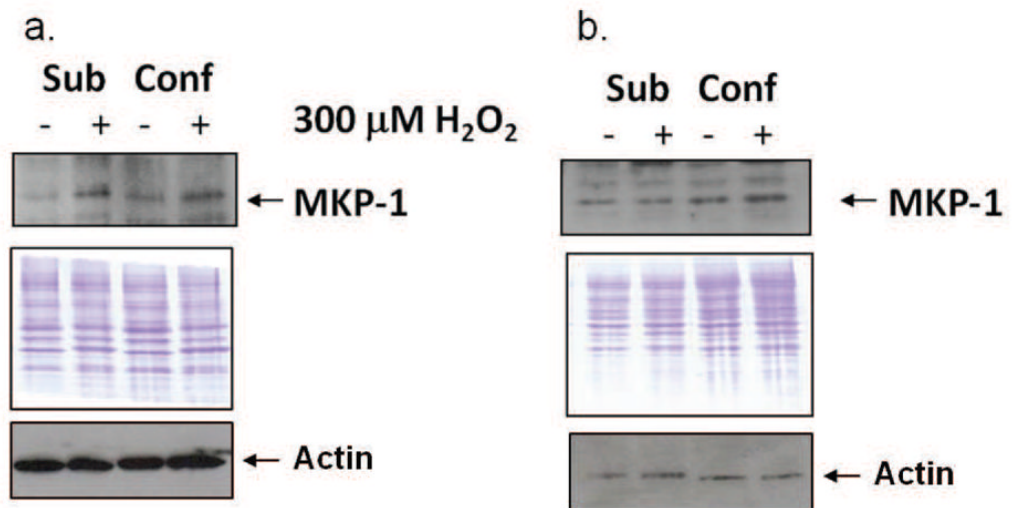 a.
Sub Conf
- + - +
300 μM H₂O₂
MKP-1
Actin
b.
Sub Conf
- + - +
MKP-1
Actin